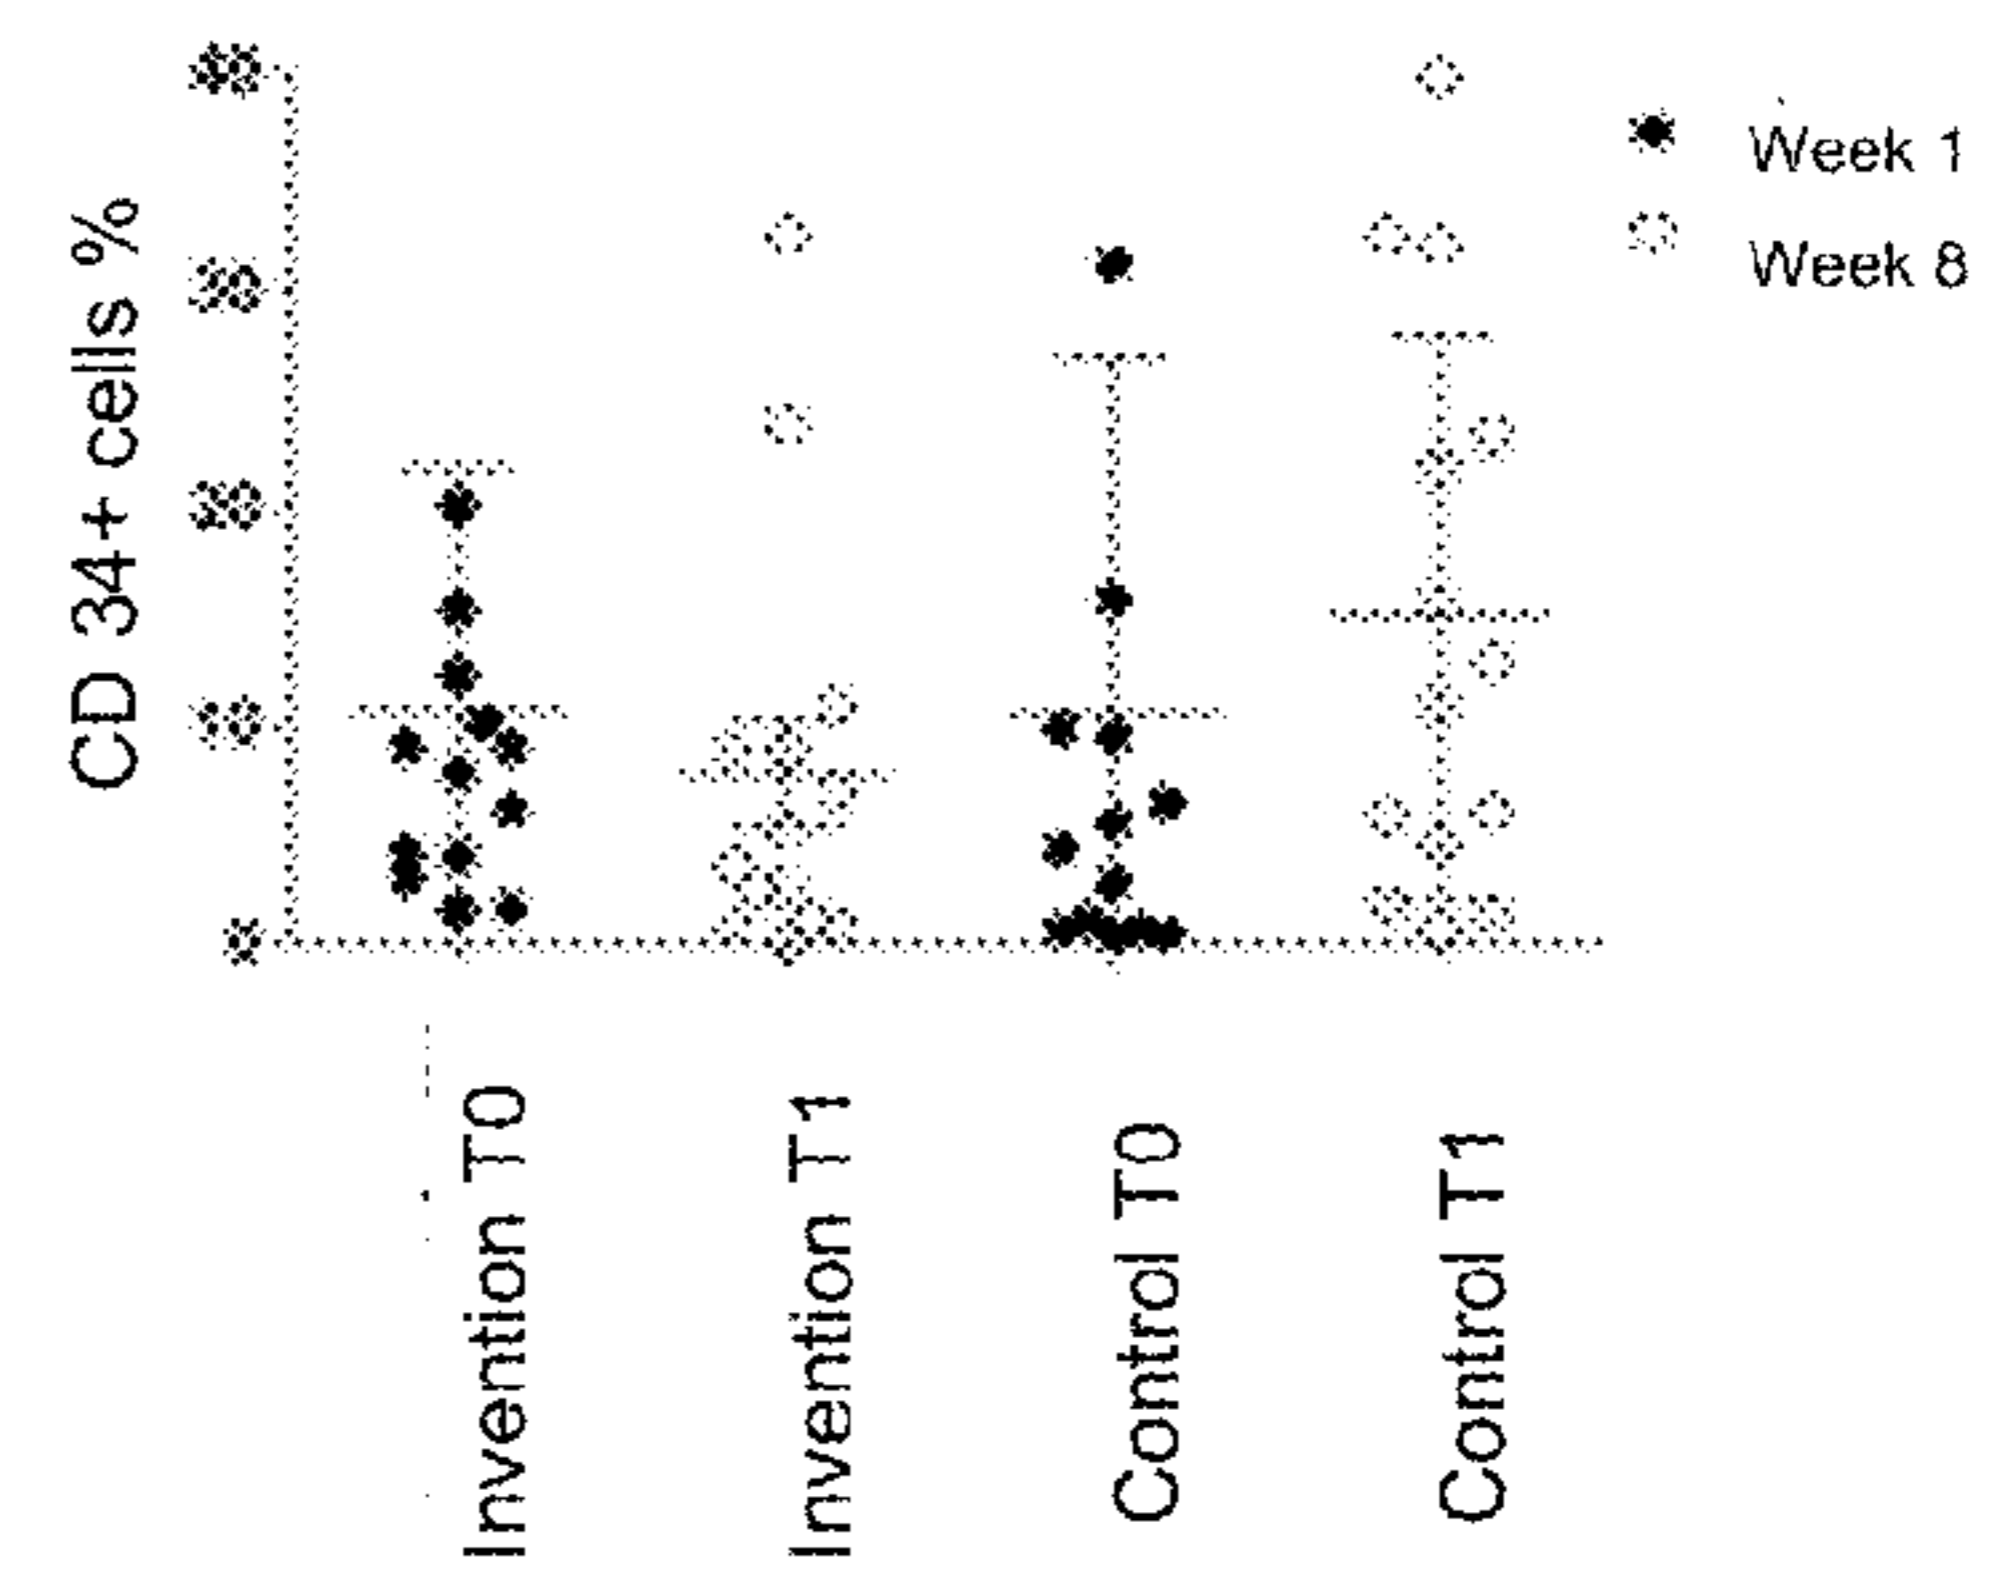 CD 34+ cells %
Week 1
Week 8
Invention T0
Invention T1
Control T0
Control T1